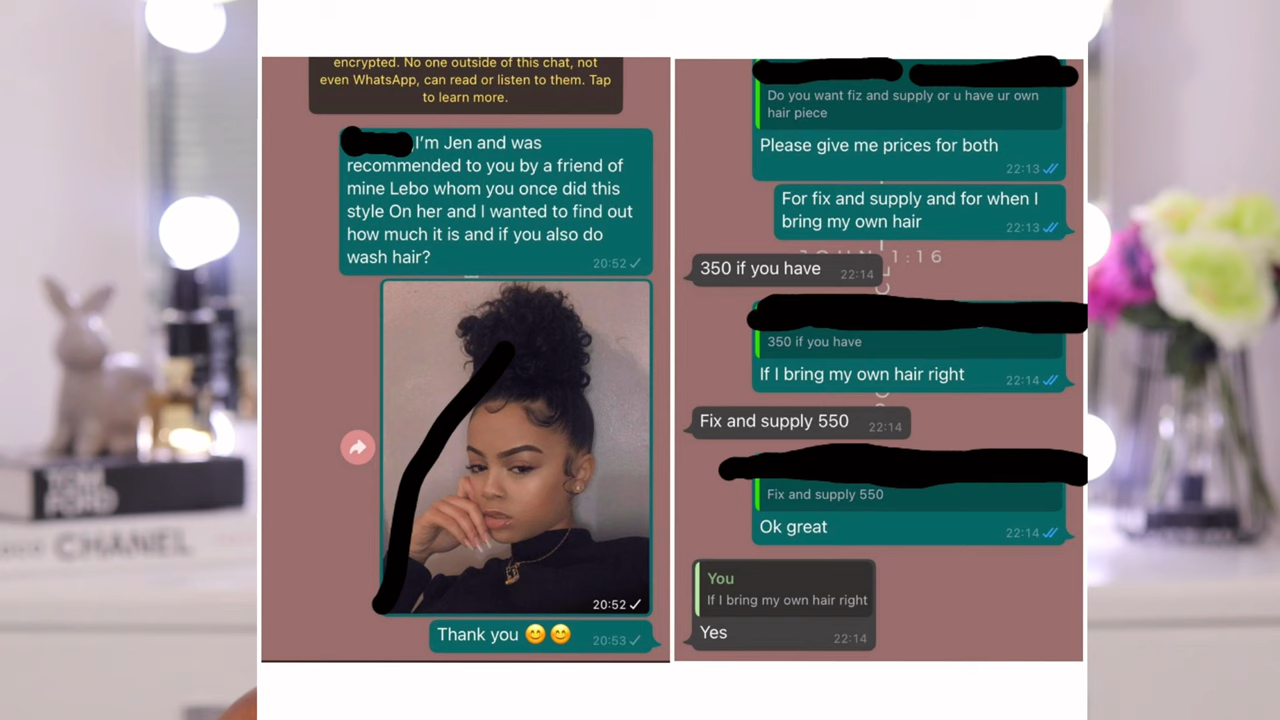 encrypted. No one outside of this chat, not
even WhatsApp, can read or listen to them. Tap
to learn more.
I'm Jen and was
recommended to you by a friend of
mine Lebo whom you once did this
style On her and I wanted to find out
how much it is and if you also do
wash hair?
20:52
20:52
Thank you 😊😊
20:53
Do you want fiz and supply or u have ur own
hair piece
Please give me prices for both
22:13
For fix and supply and for when I
bring my own hair
22:13
JOHN 1:16
350 if you have
22:14
350 if you have
If I bring my own hair right
22:14
Fix and supply 550
22:14
Fix and supply 550
Ok great
22:14
You
If I bring my own hair right
Yes
22:14
TOM
FORD
COCO CHANEL